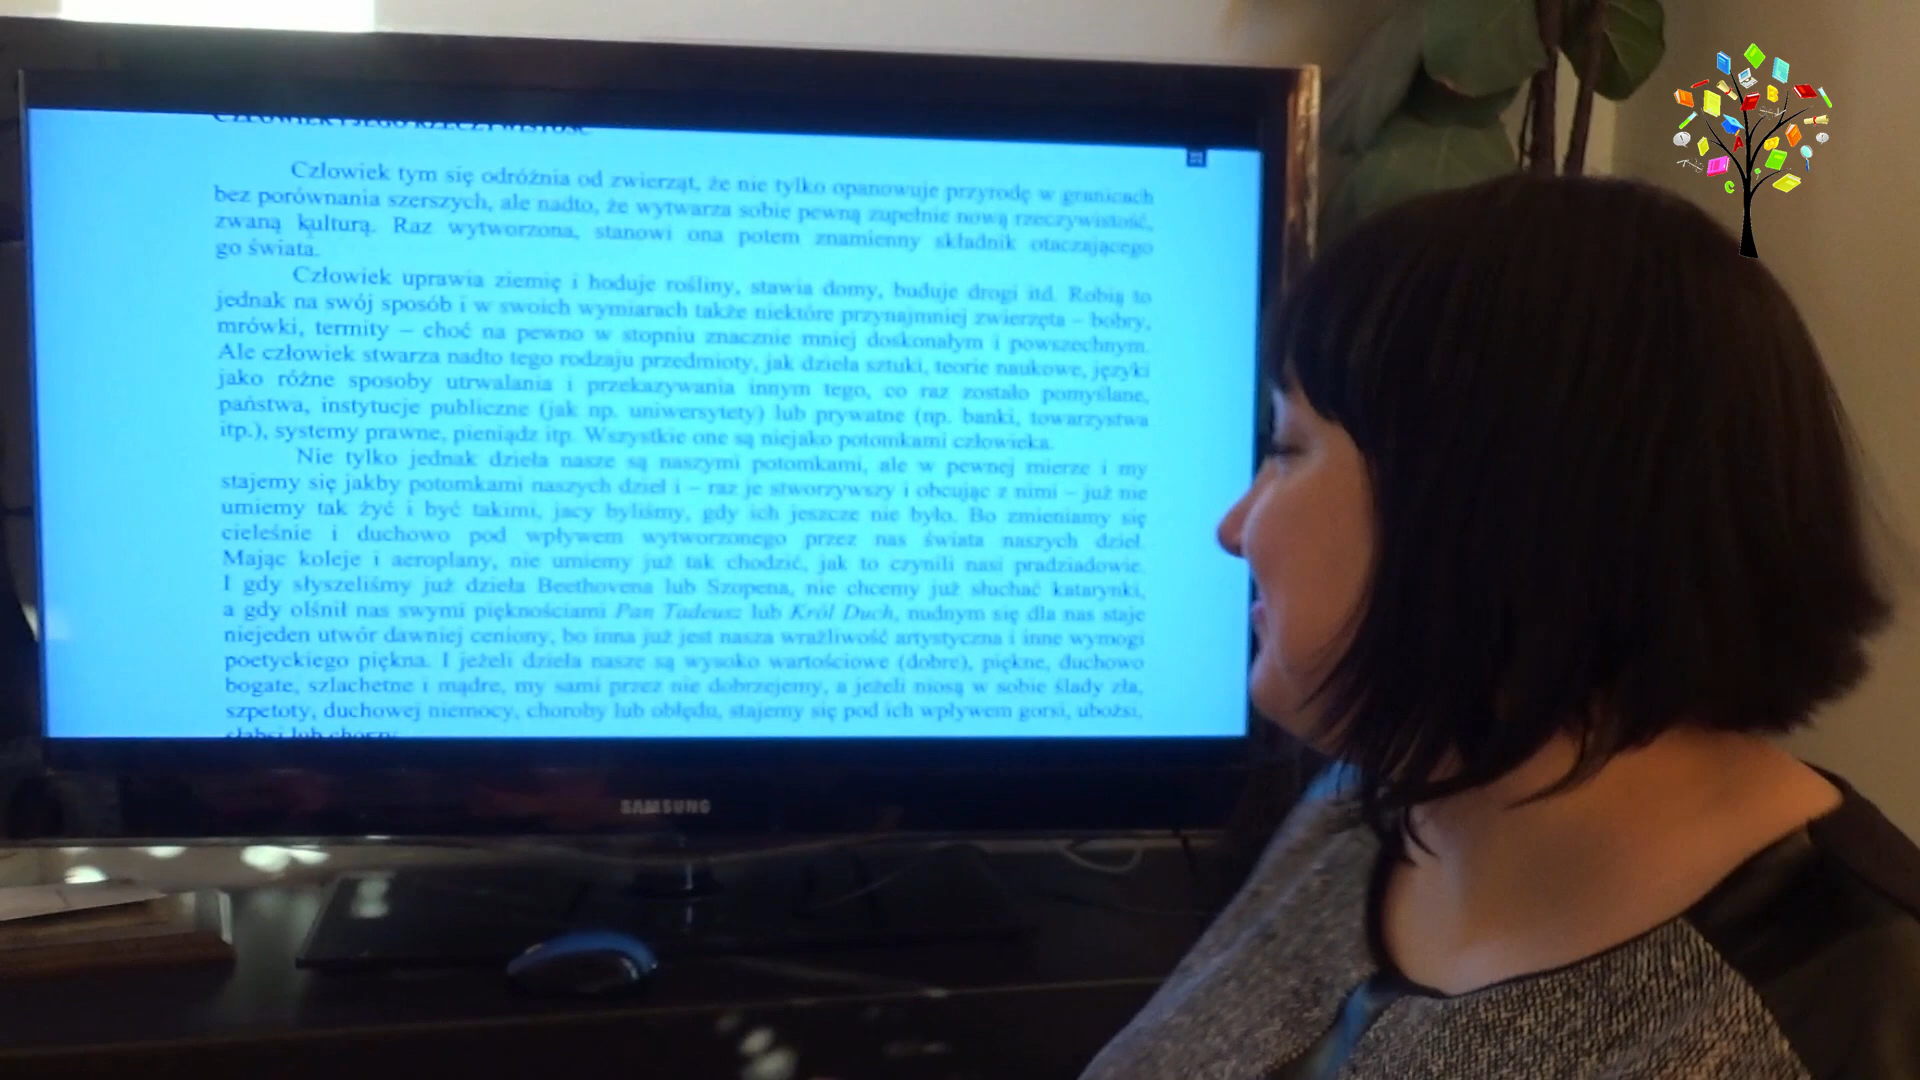 CZŁOWIEK I JEGO RZECZYWISTOŚĆ
Człowiek tym się odróżnia od zwierząt, że nie tylko opanowuje przyrodę w granicach
bez porównania szerszych, ale nadto, że wytwarza sobie pewną zupełnie nową rzeczywistość,
zwaną kulturą. Raz wytworzona, stanowi ona potem znamienny składnik otaczającego
go świata.
Człowiek uprawia ziemię i hoduje rośliny, stawia domy, buduje drogi itd. Robią to
jednak na swój sposób i w swoich wymiarach także niektóre przynajmniej zwierzęta – bobry,
mrówki, termity – choć na pewno w stopniu znacznie mniej doskonałym i powszechnym.
Ale człowiek stwarza nadto tego rodzaju przedmioty, jak dzieła sztuki, teorie naukowe, języki
jako różne sposoby utrwalania i przekazywania innym tego, co raz zostało pomyślane,
państwa, instytucje publiczne (jak np. uniwersytety) lub prywatne (np. banki, towarzystwa
itp.), systemy prawne, pieniądz itp. Wszystkie one są niejako potomkami człowieka.
Nie tylko jednak dzieła nasze są naszymi potomkami, ale w pewnej mierze i my
stajemy się jakby potomkami naszych dzieł i – raz je stworzywszy i obcując z nimi – już nie
umiemy tak żyć i być takimi, jacy byliśmy, gdy ich jeszcze nie było. Bo zmieniamy się
cieleśnie i duchowo pod wpływem wytworzonego przez nas świata naszych dzieł.
Mając koleje i aeroplany, nie umiemy już tak chodzić, jak to czynili nasi pradziadowie.
I gdy słyszeliśmy już dzieła Beethovena lub Szopena, nie chcemy już słuchać katarynki,
a gdy olśnił nas swymi pięknościami Pan Tadeusz lub Król Duch, nudnym się dla nas staje
niejeden utwór dawniej ceniony, bo inna już jest nasza wrażliwość artystyczna i inne wymogi
poetyckiego piękna. I jeżeli dzieła nasze są wysoko wartościowe (dobre), piękne, duchowo
bogate, szlachetne i mądre, my sami przez nie dobrzejemy, a jeżeli niosą w sobie ślady zła,
szpetoty, duchowej niemocy, choroby lub obłędu, stajemy się pod ich wpływem gorsi, ubożsi,
słabsi lub chorzy.
SAMSUNG